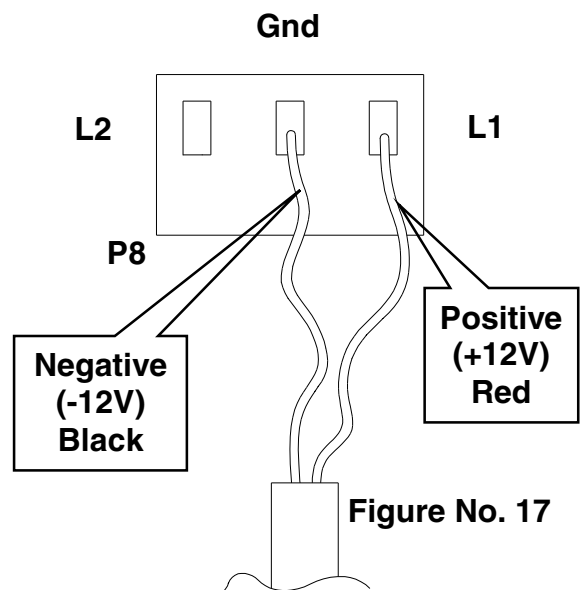 Gnd
L2
L1
P8
Negative
(-12V)
Black
Positive
(+12V)
Red
Figure No. 17